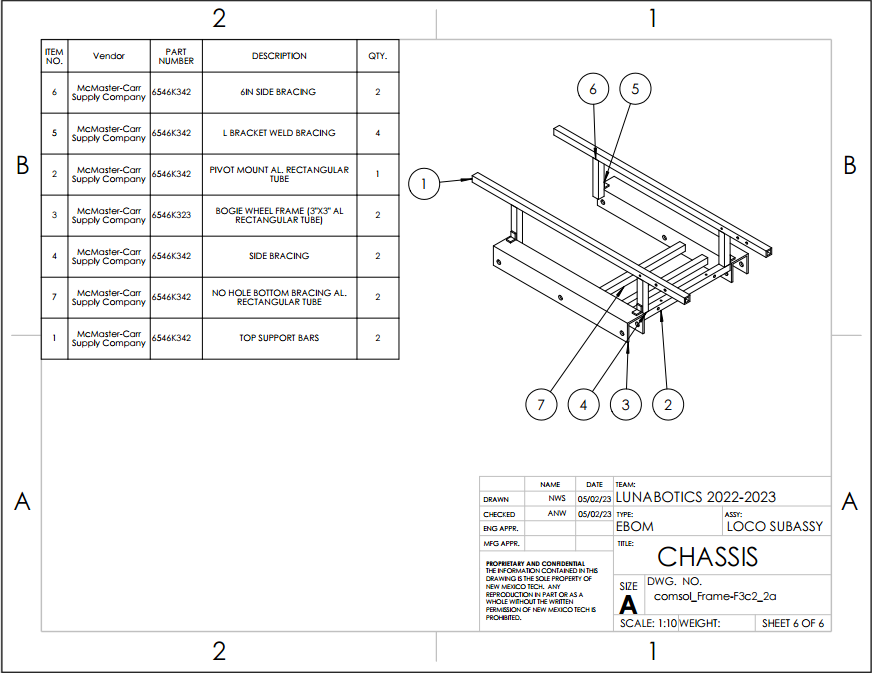 2 1
ITEM NO. Vendor PART NUMBER DESCRIPTION QTY.
6 McMaster-Carr Supply Company 6546K342 6IN SIDE BRACING 2
5 McMaster-Carr Supply Company 6546K342 L BRACKET WELD BRACING 4
2 McMaster-Carr Supply Company 6546K342 PIVOT MOUNT AL. RECTANGULAR TUBE 1
3 McMaster-Carr Supply Company 6546K323 BOGIE WHEEL FRAME (3"X3" AL RECTANGULAR TUBE) 2
4 McMaster-Carr Supply Company 6546K342 SIDE BRACING 2
7 McMaster-Carr Supply Company 6546K342 NO HOLE BOTTOM BRACING AL. RECTANGULAR TUBE 2
1 McMaster-Carr Supply Company 6546K342 TOP SUPPORT BARS 2
B B
6 5
1
7 4 3 2
A A
NAME DATE
DRAWN NWS 05/02/23
CHECKED ANW 05/02/23
ENG APPR.
MFG APPR.
PROPRIETARY AND CONFIDENTIAL
THE INFORMATION CONTAINED IN THIS
DRAWING IS THE SOLE PROPERTY OF
NEW MEXICO TECH. ANY
REPRODUCTION IN PART OR AS A
WHOLE WITHOUT THE WRITTEN
PERMISSION OF NEW MEXICO TECH IS
PROHIBITED.
TEAM:
LUNABOTICS 2022-2023
TYPE: ASSY:
EBOM LOCO SUBASSY
TITLE:
CHASSIS
SIZE DWG. NO.
A comsol_Frame-F3c2_2a
SCALE: 1:10 WEIGHT: SHEET 6 OF 6
2 1